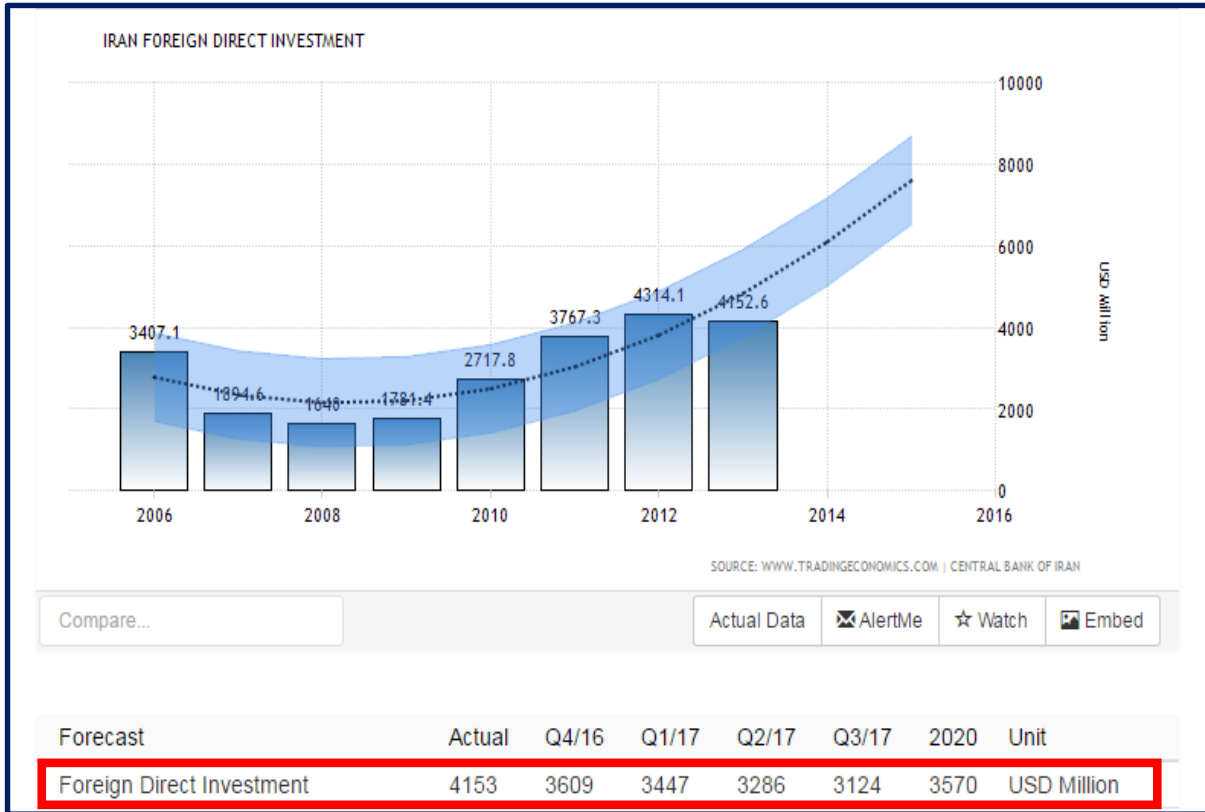 IRAN FOREIGN DIRECT INVESTMENT
10000
8000
6000
4000
2000
0
USD Million
3407.1
1894.6
1648
1781.4
2717.8
3767.3
4314.1
4152.6
2006 2008 2010 2012 2014 2016
SOURCE: WWW.TRADINGECONOMICS.COM | CENTRAL BANK OF IRAN
Compare... Actual Data AlertMe Watch Embed
Forecast Actual Q4/16 Q1/17 Q2/17 Q3/17 2020 Unit
Foreign Direct Investment 4153 3609 3447 3286 3124 3570 USD Million